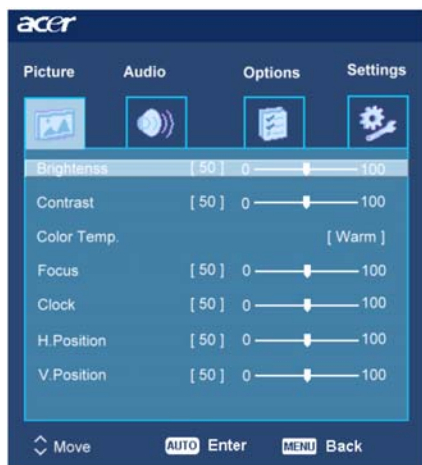 acer
Picture Audio Options Settings
Brightenss [ 50 ] 0 100
Contrast [ 50 ] 0 100
Color Temp. [ Warm ]
Focus [ 50 ] 0 100
Clock [ 50 ] 0 100
H.Position [ 50 ] 0 100
V.Position [ 50 ] 0 100
Move AUTO Enter MENU Back